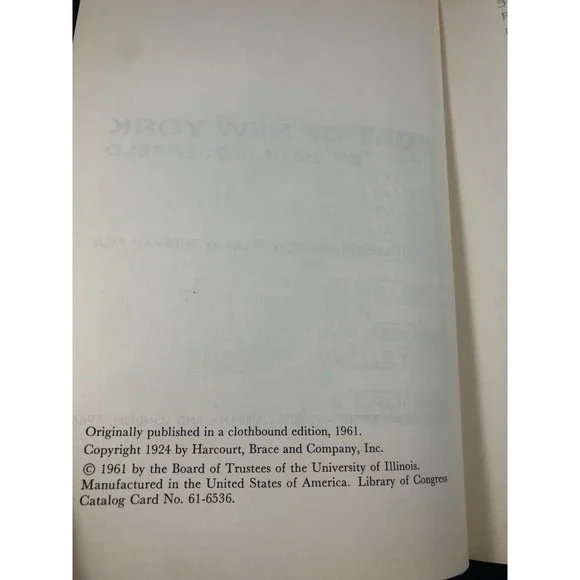 Originally published in a clothbound edition, 1961.
Copyright 1924 by Harcourt, Brace and Company, Inc.
© 1961 by the Board of Trustees of the University of Illinois.
Manufactured in the United States of America. Library of Congress
Catalog Card No. 61-6536.